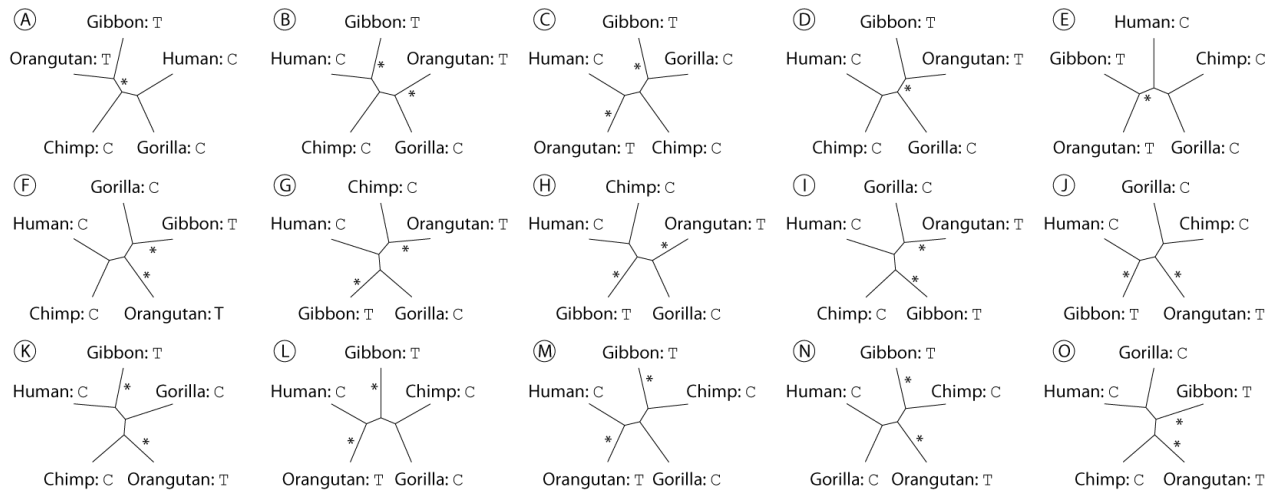 A B C D E
Gibbon: T Gibbon: T Gibbon: T Gibbon: T Human: C
Orangutan: T Human: C Human: C Orangutan: T Human: C Gorilla: C Human: C Orangutan: T Gibbon: T Chimp: C
* * * * * * *
Chimp: C Gorilla: C Chimp: C Gorilla: C Orangutan: T Chimp: C Chimp: C Gorilla: C Orangutan: T Gorilla: C
F G H I J
Gorilla: C Chimp: C Chimp: C Gorilla: C Gorilla: C
Human: C Gibbon: T Human: C Orangutan: T Human: C Orangutan: T Human: C Orangutan: T Human: C Chimp: C
* * * * * * * * * *
Chimp: C Orangutan: T Gibbon: T Gorilla: C Gibbon: T Gorilla: C Chimp: C Gibbon: T Gibbon: T Orangutan: T
K L M N O
Gibbon: T Gibbon: T Gibbon: T Gibbon: T Gorilla: C
Human: C Gorilla: C Human: C Chimp: C Human: C Chimp: C Human: C Chimp: C Human: C Gibbon: T
* * * * * * * * * *
Chimp: C Orangutan: T Orangutan: T Gorilla: C Orangutan: T Gorilla: C Gorilla: C Orangutan: T Chimp: C Orangutan: T